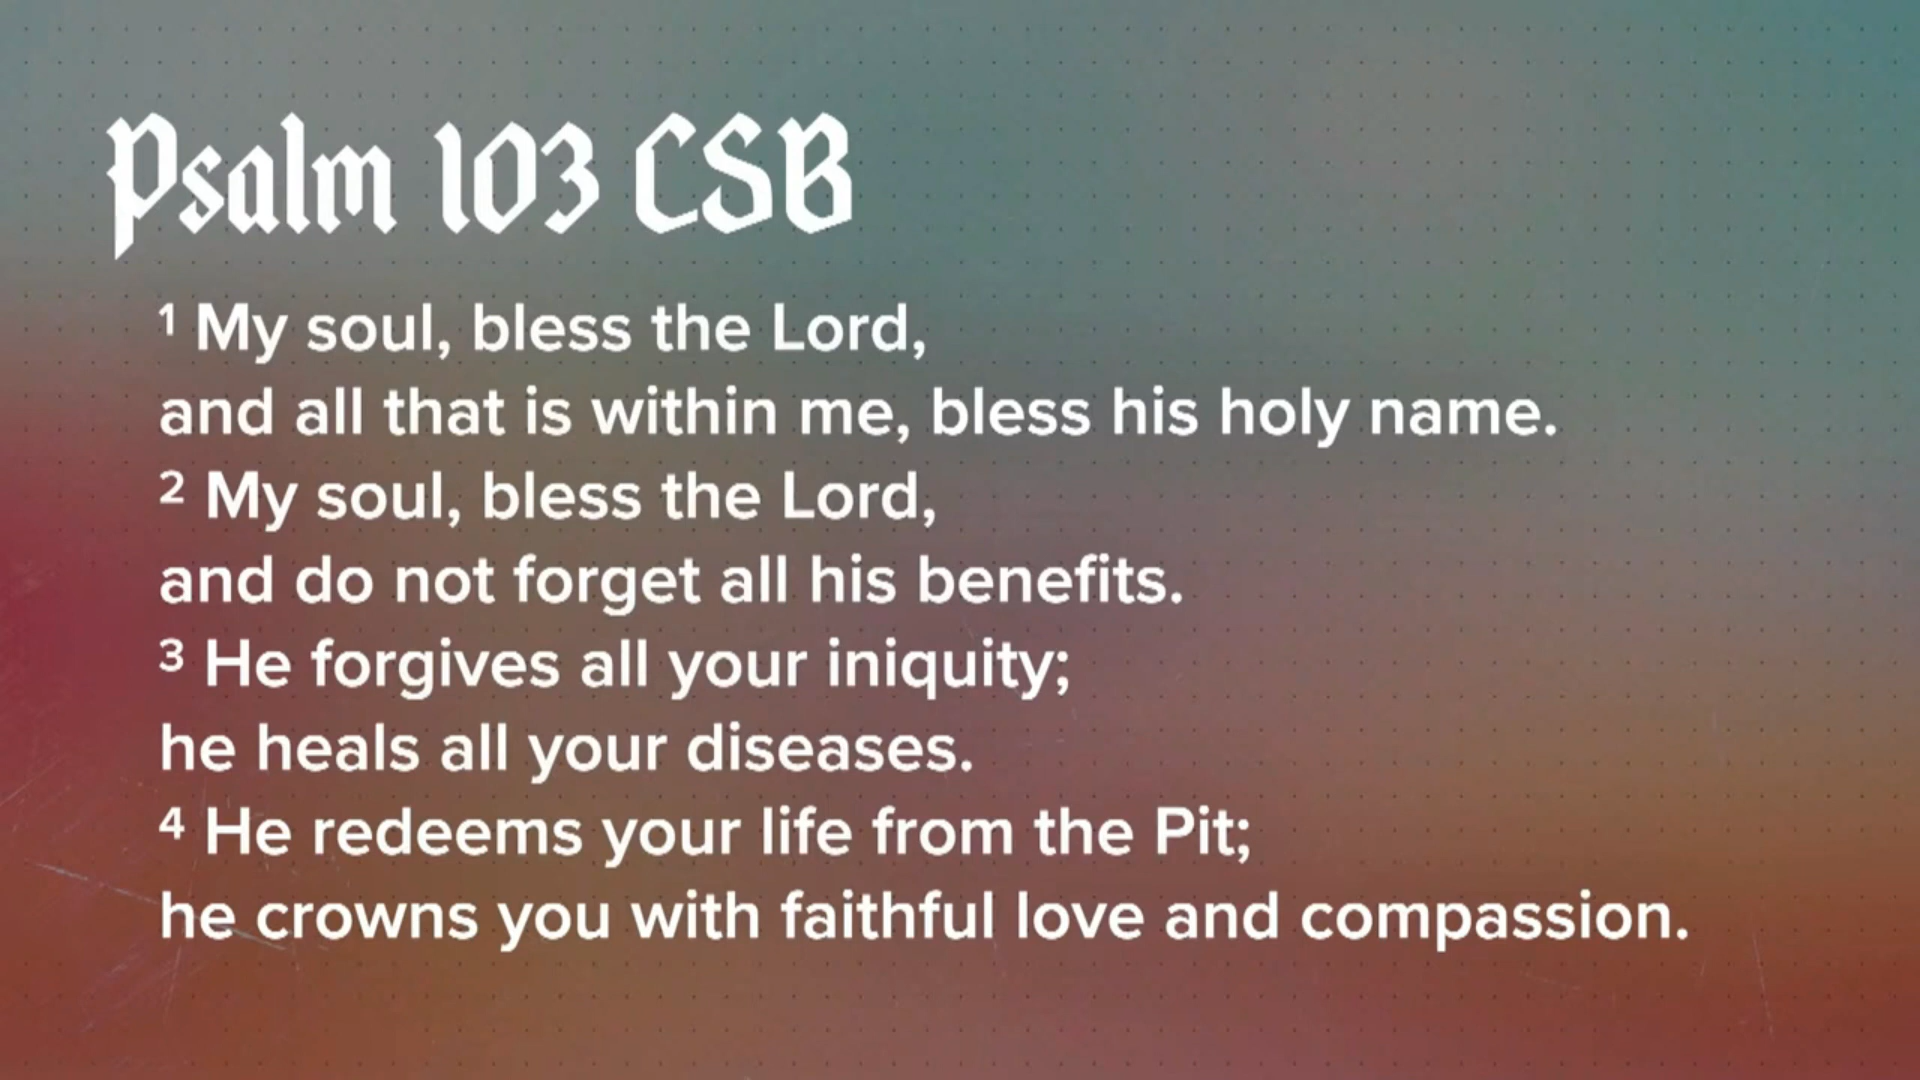 Psalm 103 CSB
1 My soul, bless the Lord,
and all that is within me, bless his holy name.
2 My soul, bless the Lord,
and do not forget all his benefits.
3 He forgives all your iniquity;
he heals all your diseases.
4 He redeems your life from the Pit;
he crowns you with faithful love and compassion.